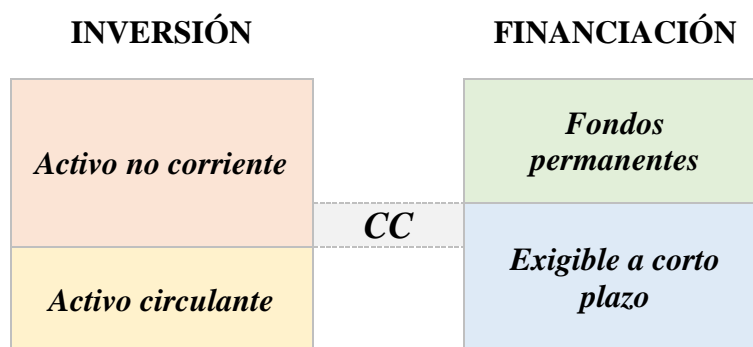 INVERSIÓN
FINANCIACIÓN
Activo no corriente
Fondos
permanentes
CC
Exigible a corto
plazo
Activo circulante